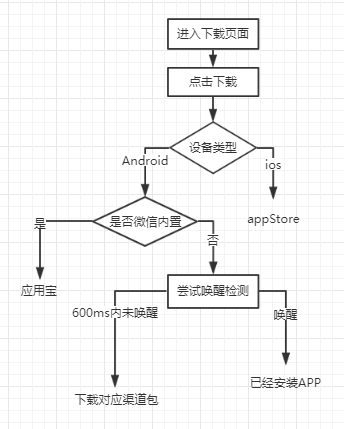 进入下载页面
点击下载
设备类型
Android
ios
是否微信内置
appStore
是
否
应用宝
尝试唤醒检测
600ms内未唤醒
唤醒
已经安装APP
下载对应渠道包